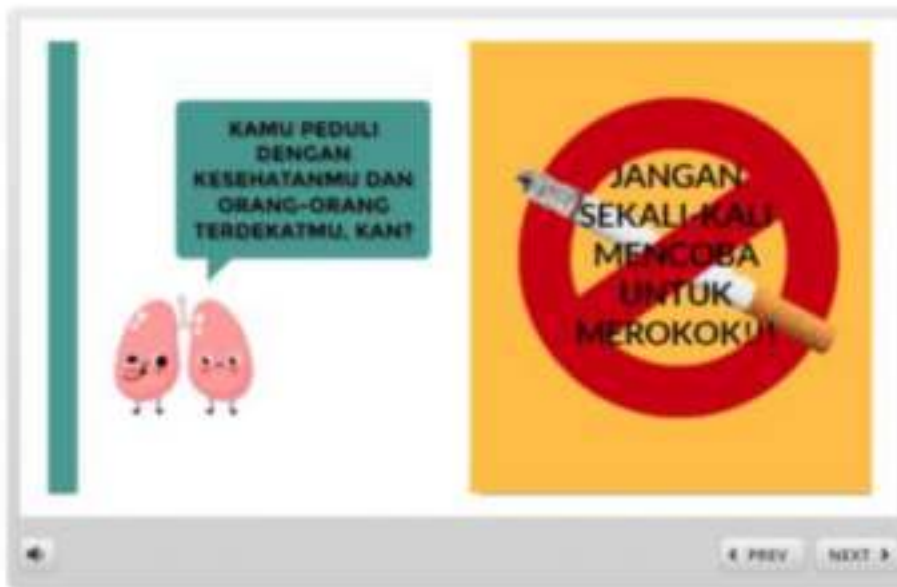 KAMU PEDULI
DENGAN
KESEHATANMU DAN
ORANG-ORANG
TERDEKATMU, KAN?
JANGAN
SEKALI-KALI
MENCOBA
UNTUK
MEROKOK!!!
PREV
NEXT